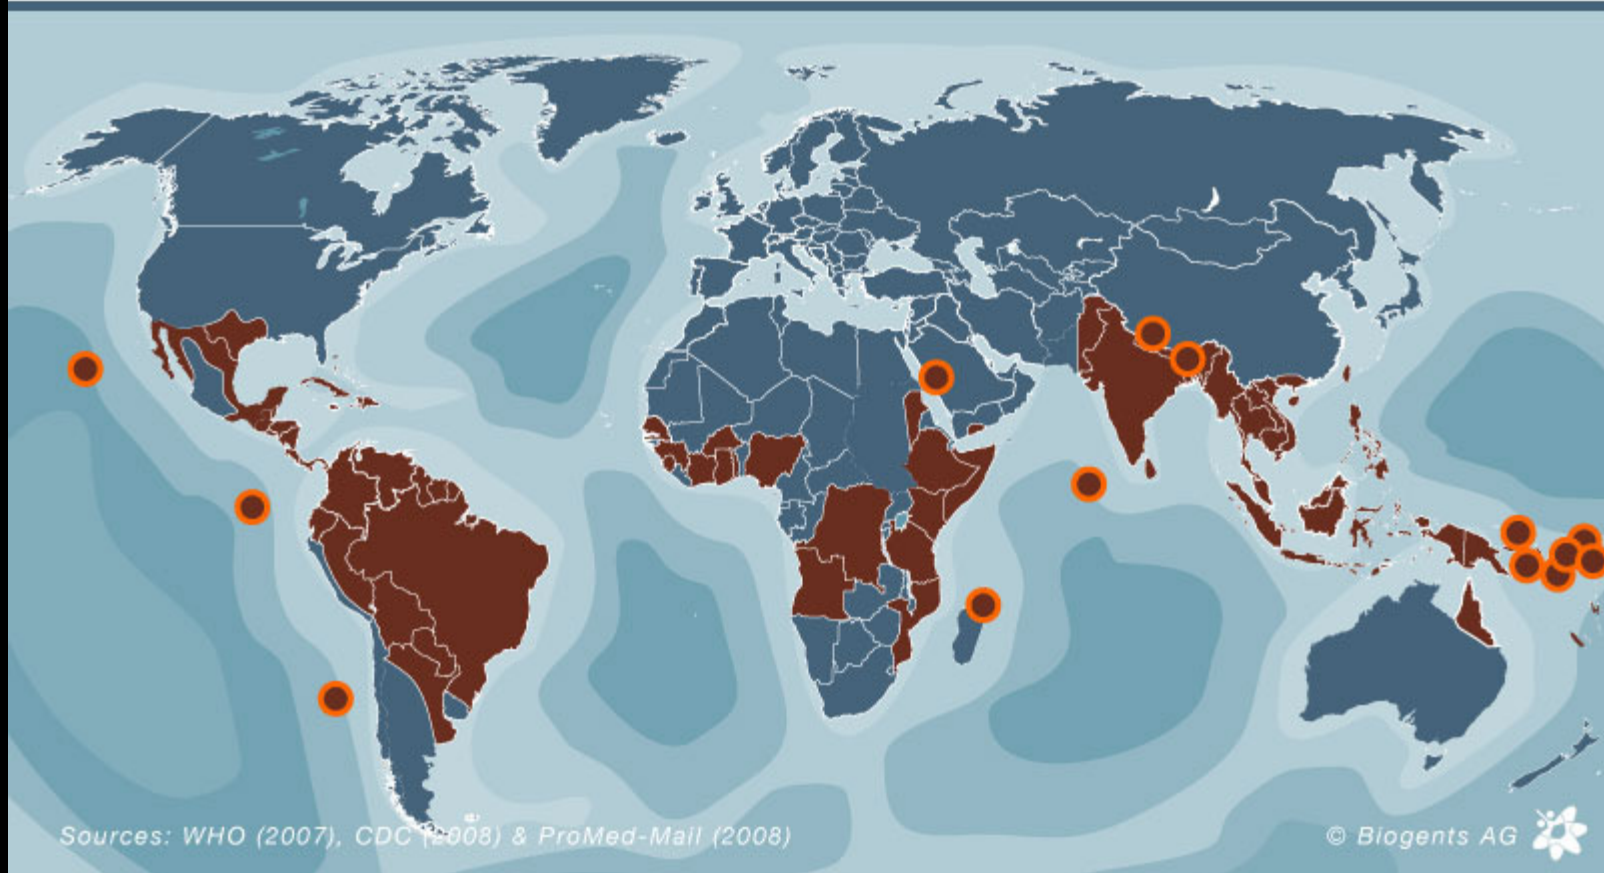 Sources: WHO (2007), CDC (2008) & ProMed-Mail (2008)
© Biogents AG